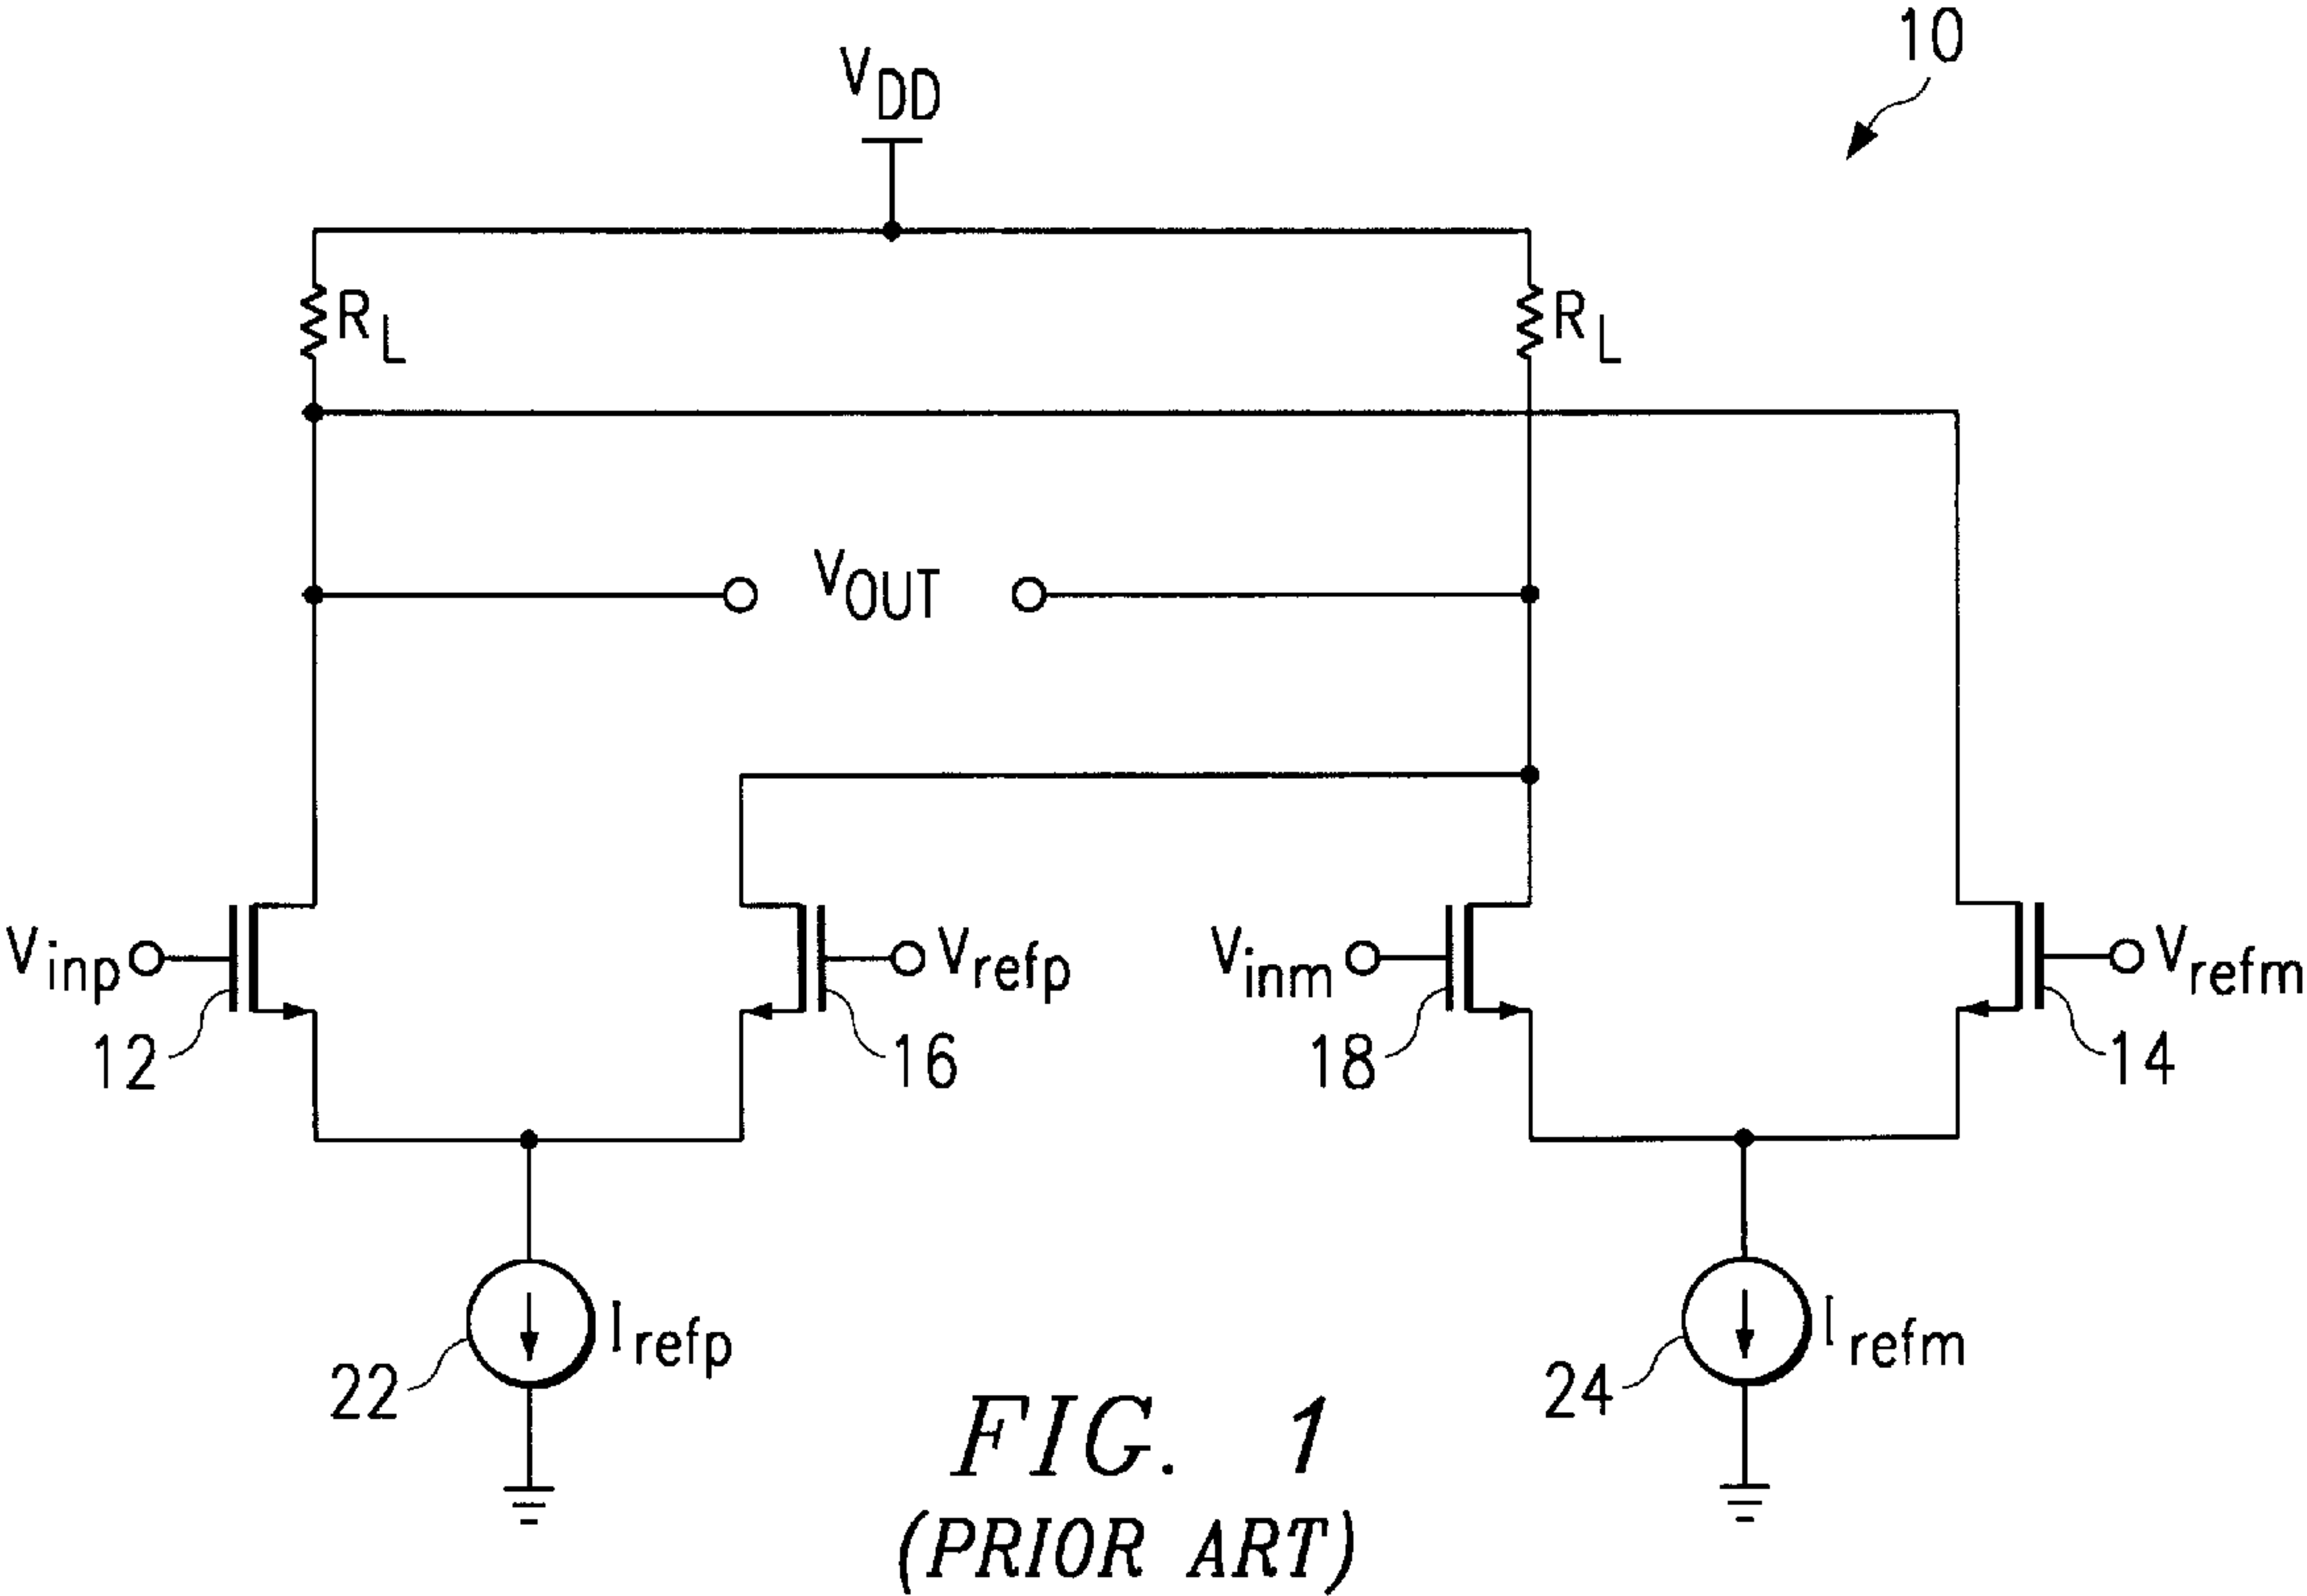 10
VDD
RL
RL
VOUT
Vinp
Vrefp
Vinm
Vrefm
12
16
18
14
Irefp
Irefm
22
24
FIG. 1
(PRIOR ART)